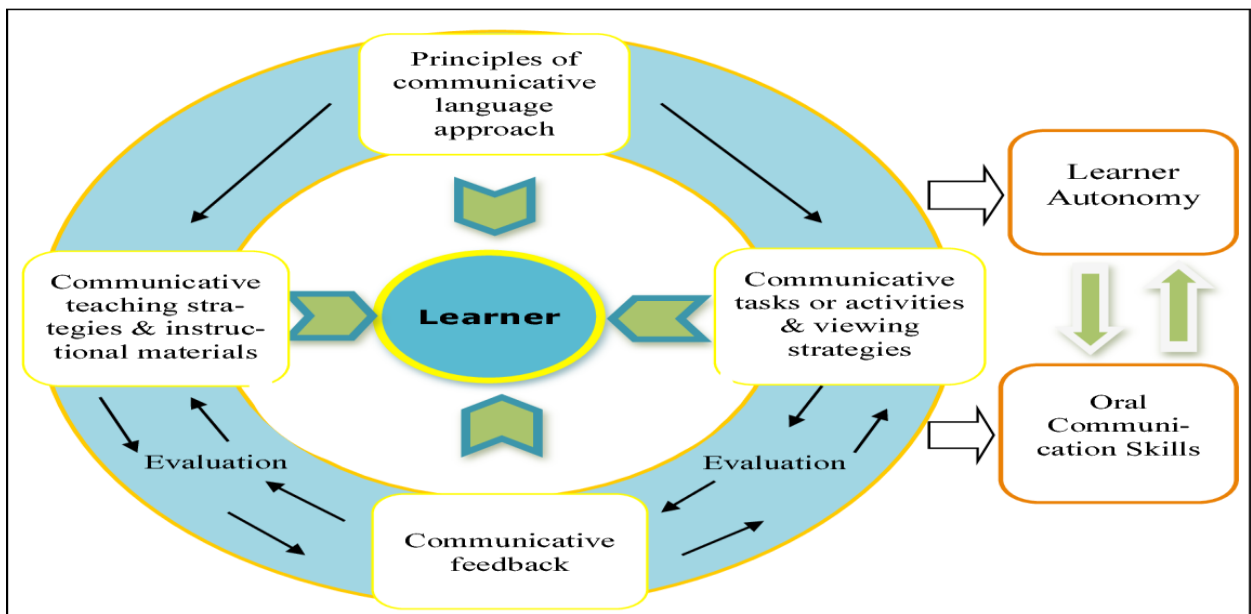 Principles of
communicative
language
approach
Learner
Autonomy
Communicative
teaching stra-
tegies & instruc-
tional materials
Learner
Communicative
tasks or activities
& viewing
strategies
Oral
Communi-
cation Skills
Evaluation
Evaluation
Communicative
feedback